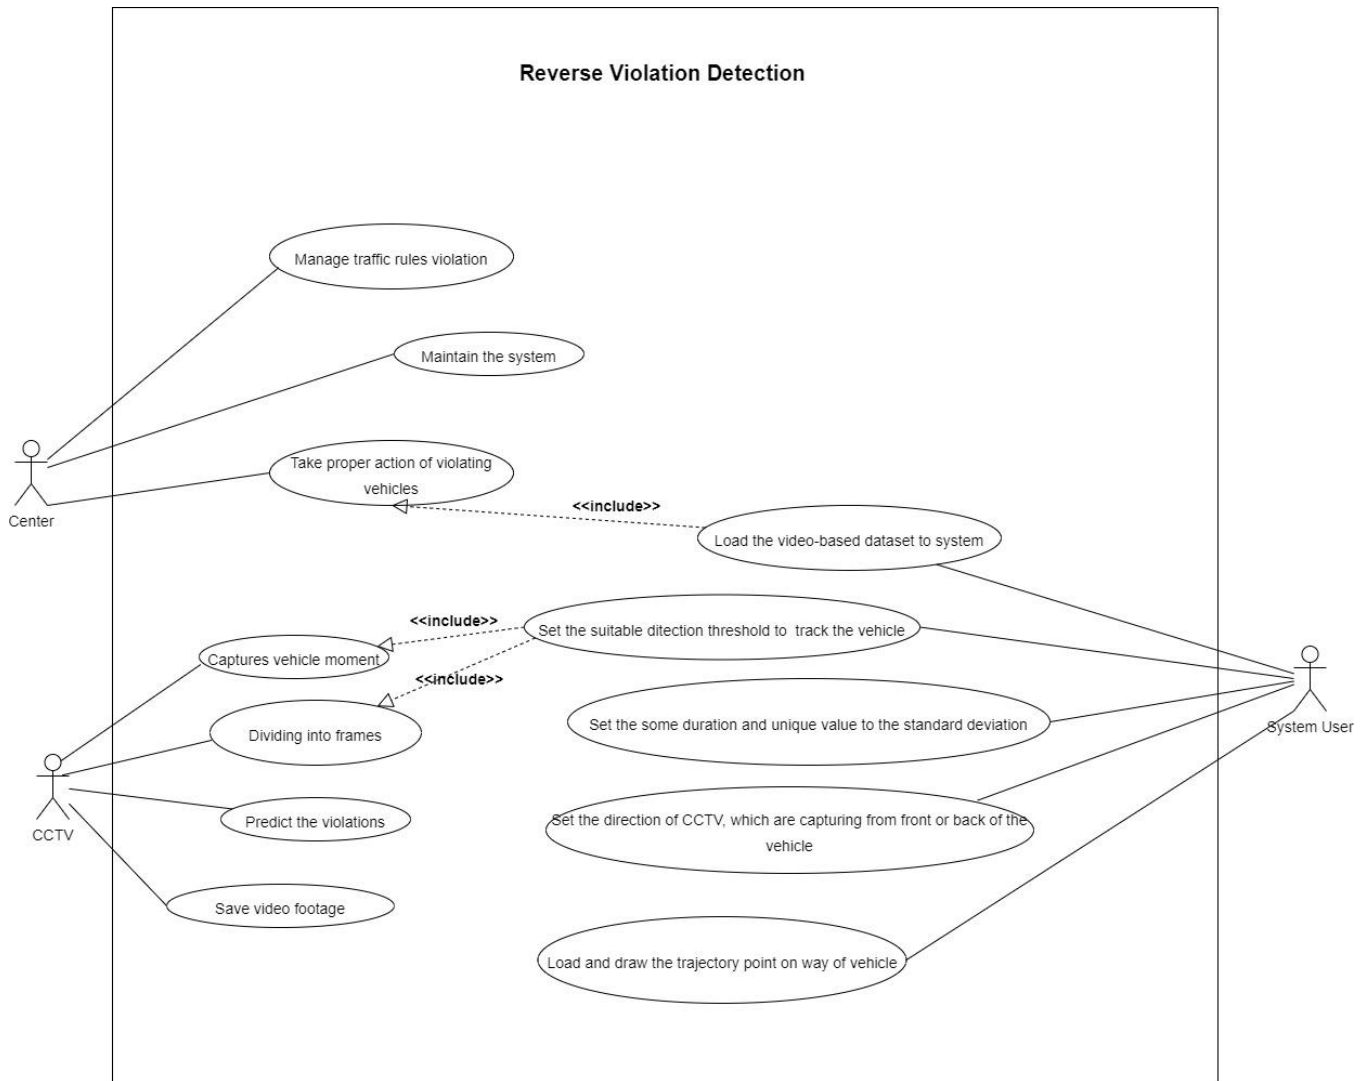 Reverse Violation Detection
Manage traffic rules violation
Maintain the system
Take proper action of violating
vehicles
Center
<<include>>
Load the video-based dataset to system
<<include>>
Set the suitable ditection threshold to track the vehicle
Captures vehicle moment
<<include>>
Set the some duration and unique value to the standard deviation
System User
Dividing into frames
CCTV
Predict the violations
Set the direction of CCTV, which are capturing from front or back of the
vehicle
Save video footage
Load and draw the trajectory point on way of vehicle